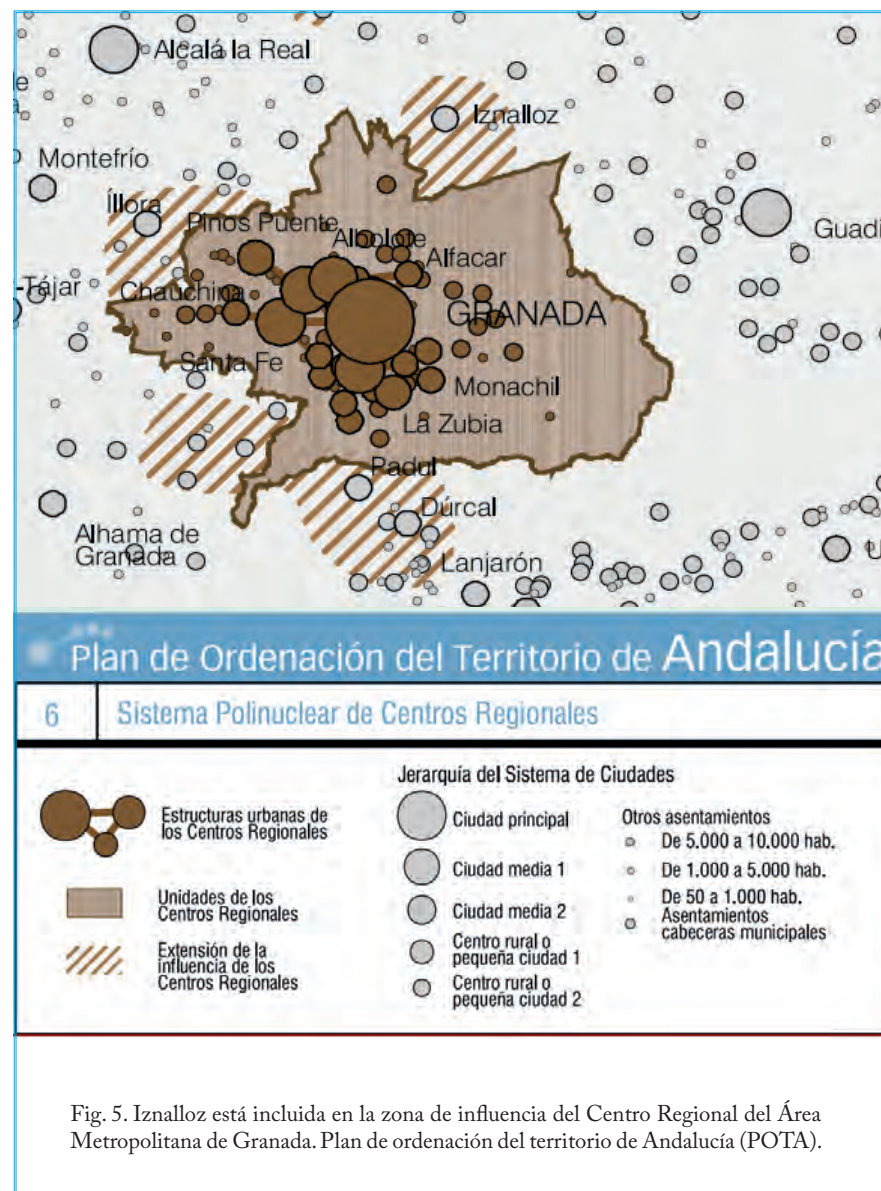 Alcalá la Real
Iznalloz
Montefrío
Íllora
Pinos Puente
Albolote
Alfacar
Guadi
-Tájar
Chauchina
GRANADA
Santa Fe
Monachil
La Zubia
Padul
Dúrcal
Alhama de
Granada
Lanjarón
Plan de Ordenación del Territorio de Andalucía
6 Sistema Polinuclear de Centros Regionales
Estructuras urbanas de
los Centros Regionales
Unidades de los
Centros Regionales
Extensión de la
influencia de los
Centros Regionales
Jerarquía del Sistema de Ciudades
Ciudad principal
Ciudad media 1
Ciudad media 2
Centro rural o
pequeña ciudad 1
Centro rural o
pequeña ciudad 2
Otros asentamientos
De 5.000 a 10.000 hab.
De 1.000 a 5.000 hab.
De 50 a 1.000 hab.
Asentamientos
cabeceras municipales
Fig. 5. Iznalloz está incluida en la zona de influencia del Centro Regional del Área
Metropolitana de Granada. Plan de ordenación del territorio de Andalucía (POTA).